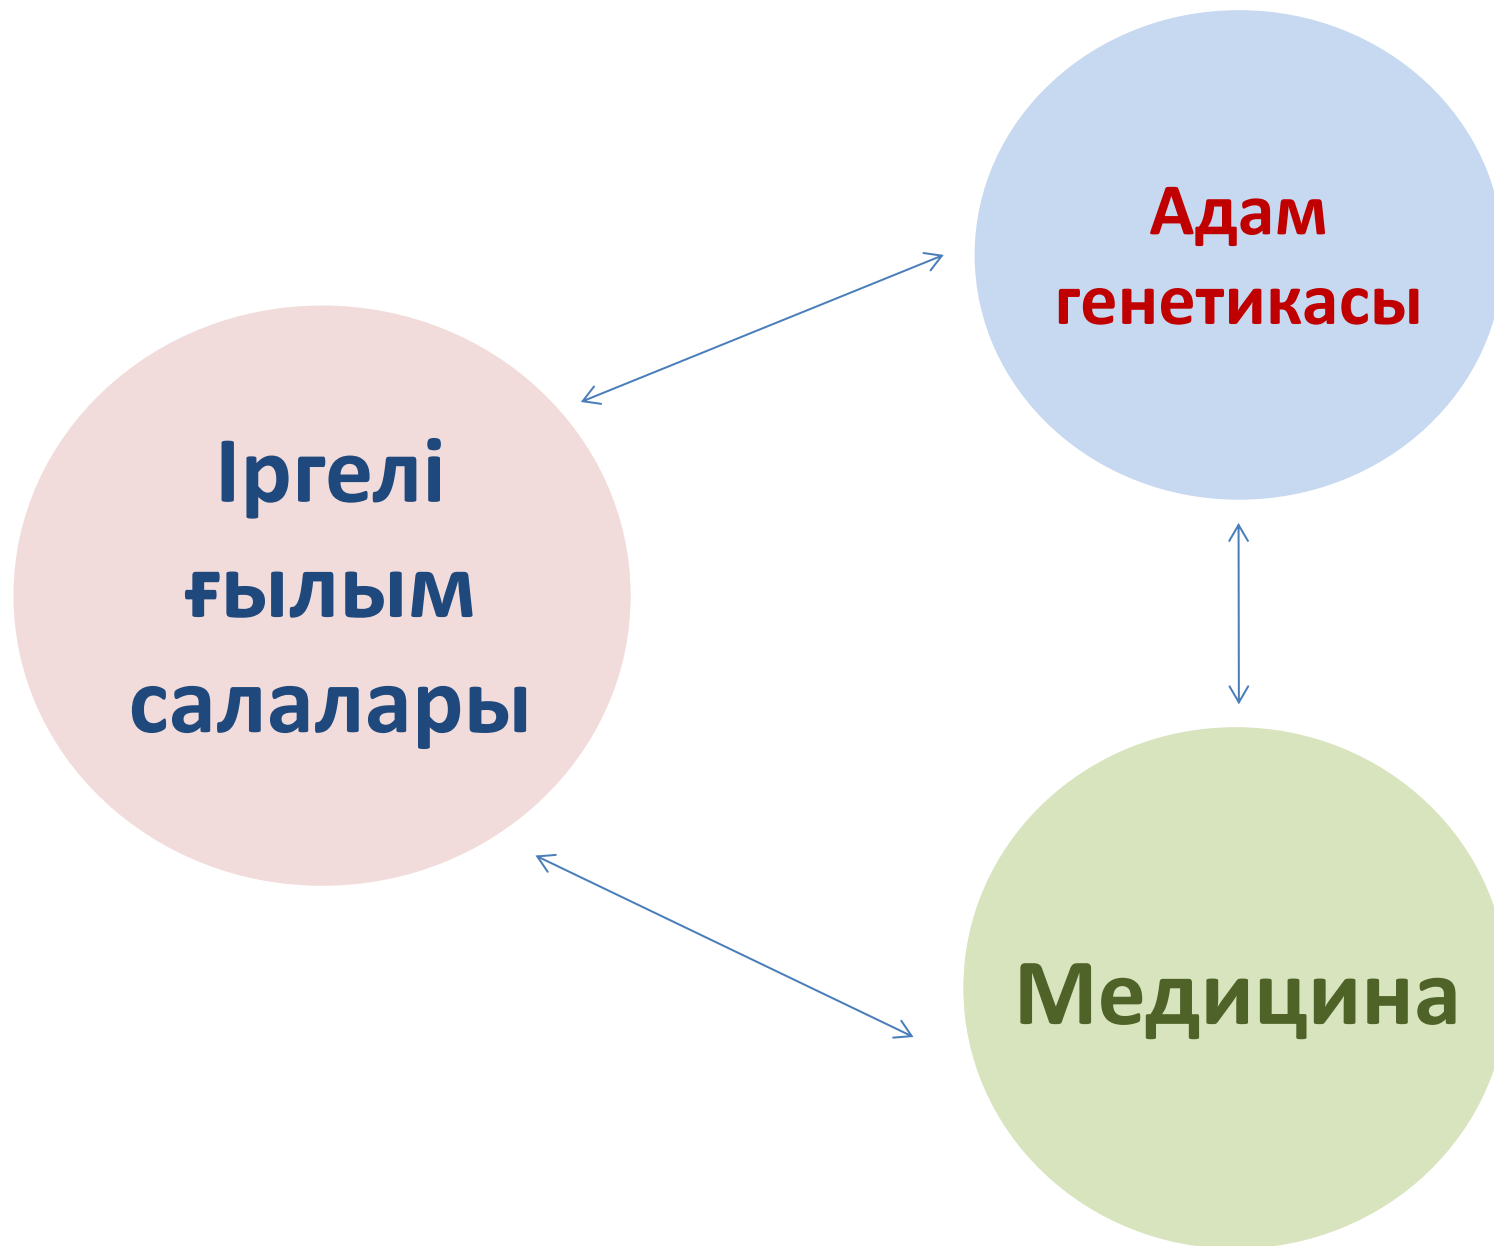 Адам
генетикасы
Іргелі
ғылым
салалары
Медицина